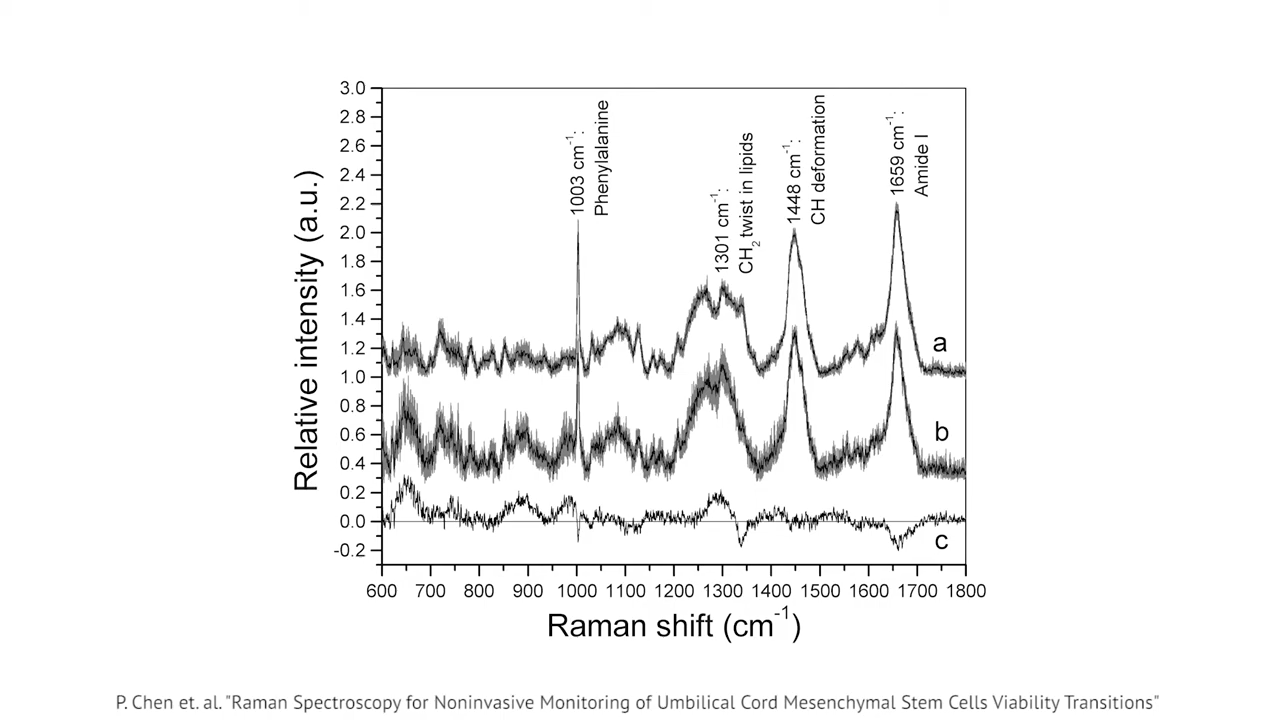 3.0
2.8
2.6
2.4
2.2
2.0
1.8
1.6
1.4
1.2
1.0
0.8
0.6
0.4
0.2
0.0
-0.2
Relative intensity (a.u.)
1003 cm⁻¹:
Phenylalanine
1301 cm⁻¹:
CH₂ twist in lipids
1448 cm⁻¹:
CH deformation
1659 cm⁻¹:
Amide I
a
b
c
600 700 800 900 1000 1100 1200 1300 1400 1500 1600 1700 1800
Raman shift (cm⁻¹)
P. Chen et. al. "Raman Spectroscopy for Noninvasive Monitoring of Umbilical Cord Mesenchymal Stem Cells Viability Transitions"